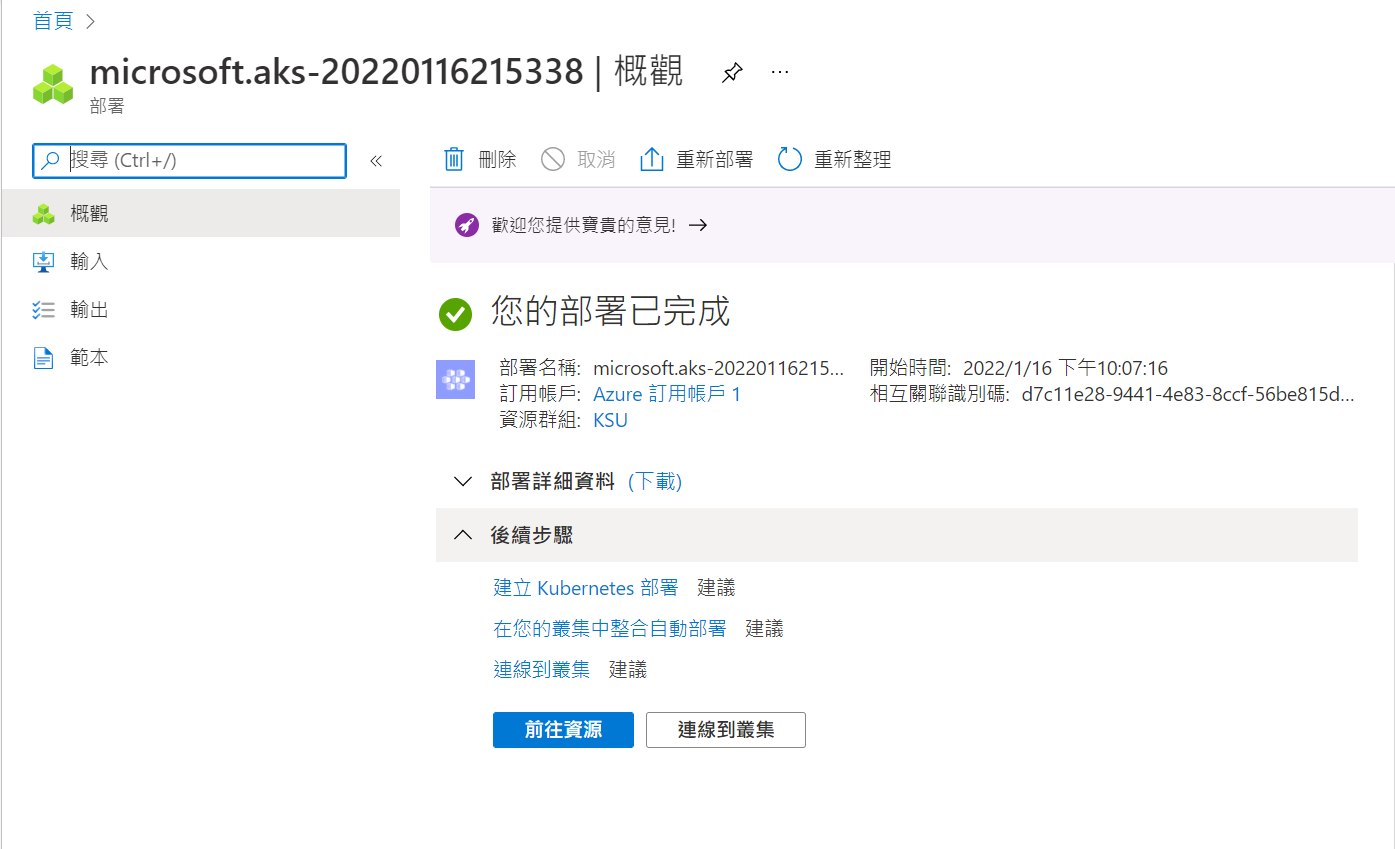 首頁
microsoft.aks-20220116215338 | 概觀 ...
部署
搜尋 (Ctrl+/) «
刪除 取消 重新部署 重新整理
概觀
輸入
輸出
範本
歡迎您提供寶貴的意見! →
您的部署已完成
部署名稱: microsoft.aks-20220116215... 開始時間: 2022/1/16 下午10:07:16
訂用帳戶: Azure 訂用帳戶 1 相互關聯識別碼: d7c11e28-9441-4e83-8ccf-56be815d...
資源群組: KSU
部署詳細資料 (下載)
後續步驟
建立 Kubernetes 部署 建議
在您的叢集中整合自動部署 建議
連線到叢集 建議
前往資源 連線到叢集